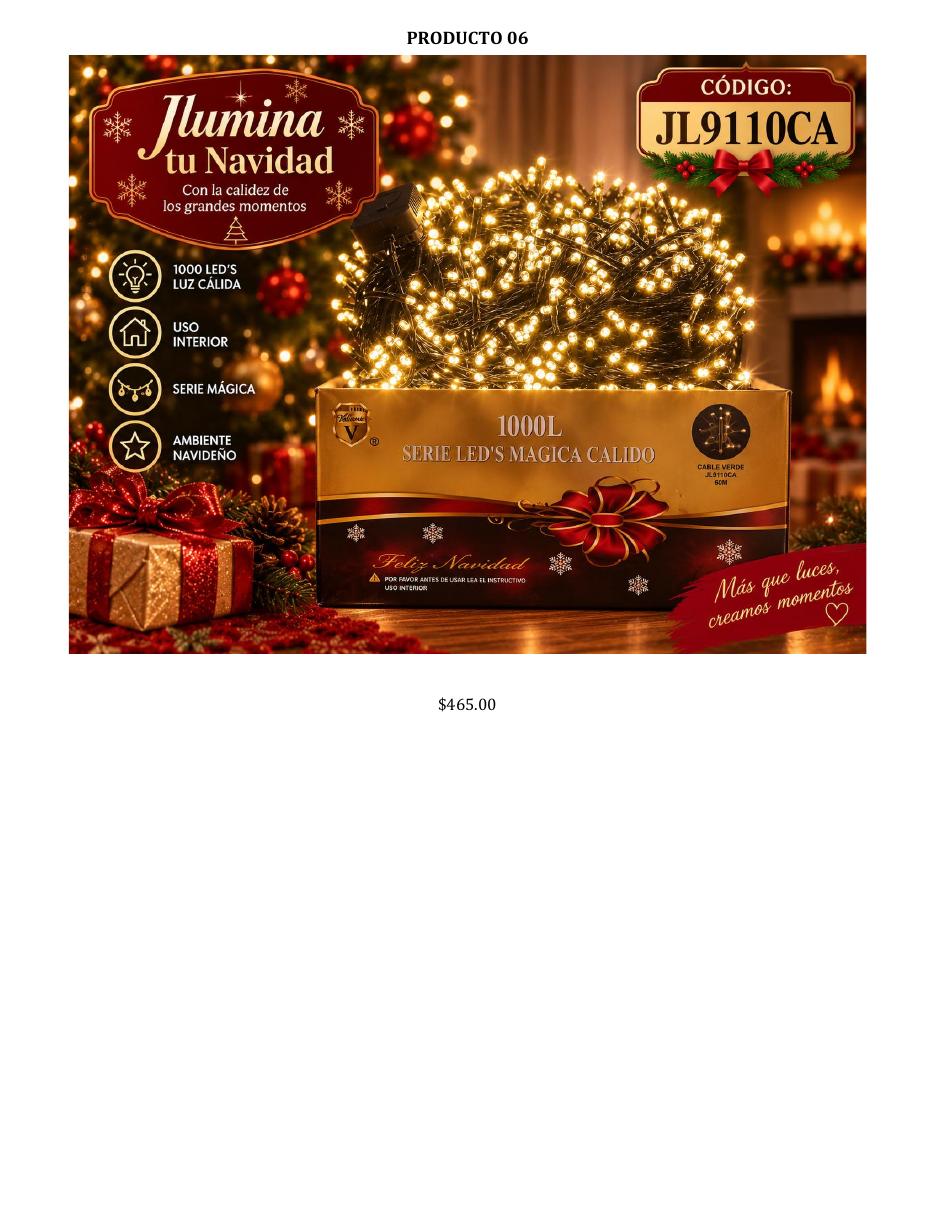 PRODUCTO 06
Ilumina
tu Navidad
Con la calidez de
los grandes momentos
CÓDIGO:
JL9110CA
1000 LED'S
LUZ CÁLIDA
USO
INTERIOR
SERIE MÁGICA
AMBIENTE
NAVIDEÑO
V
®
1000L
SERIE LED'S MAGICA CALIDO
CABLE VERDE
JL9110CA
60M
Feliz Navidad
POR FAVOR ANTES DE USAR LEA EL INSTRUCTIVO
USO INTERIOR
Más que luces,
creamos momentos
$465.00